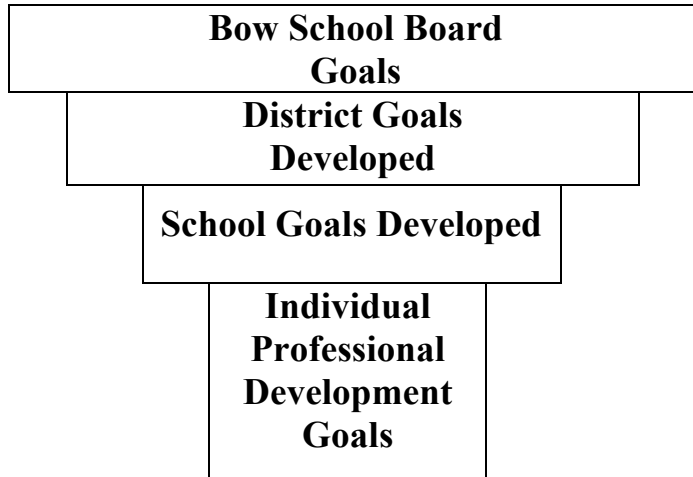 Bow School Board
Goals
District Goals
Developed
School Goals Developed
Individual
Professional
Development
Goals